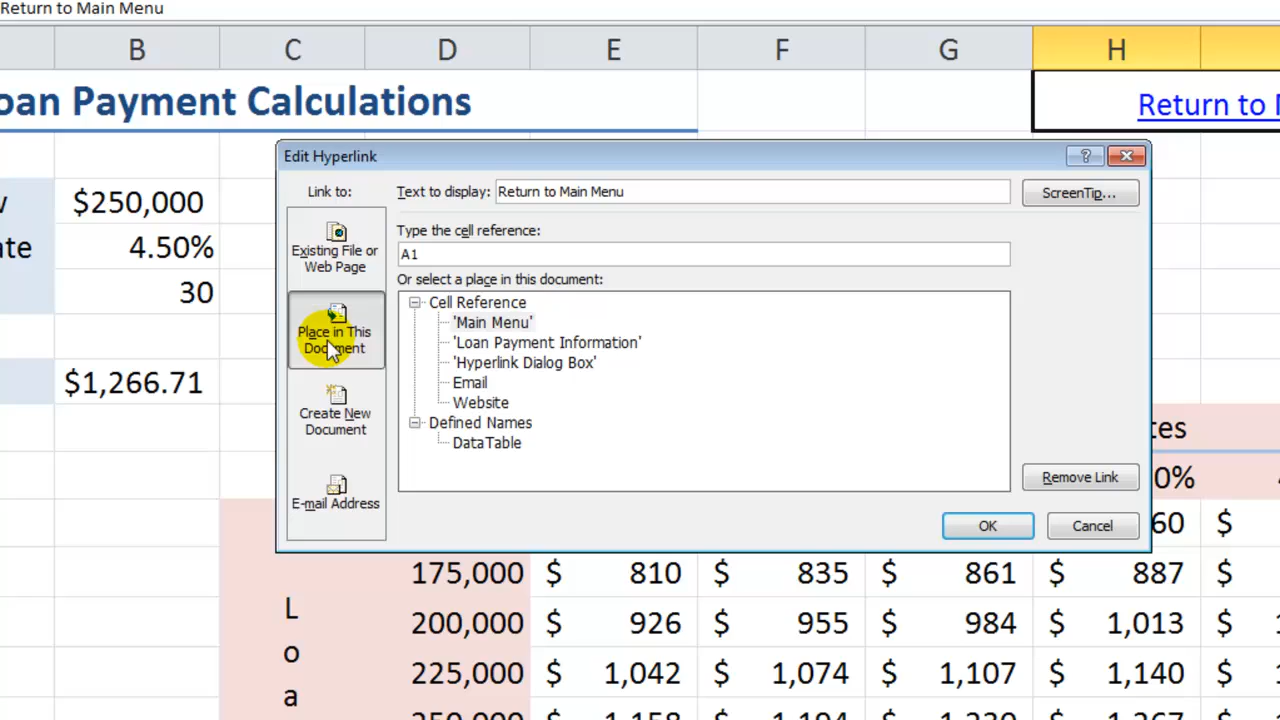 Return to Main Menu
B C D E F G H
oan Payment Calculations
Return to
Edit Hyperlink
Link to:
Text to display: Return to Main Menu
ScreenTip...
Existing File or
Web Page
Type the cell reference:
A1
Or select a place in this document:
Cell Reference
'Main Menu'
'Loan Payment Information'
'Hyperlink Dialog Box'
Email
Website
Defined Names
DataTable
Place in This
Document
Create New
Document
E-mail Address
Remove Link
OK
Cancel
$250,000
ate 4.50%
30
$1,266.71
tes
0%
60 $
175,000 $ 810 $ 835 $ 861 $ 887 $
L
200,000 $ 926 $ 955 $ 984 $ 1,013 $
o
225,000 $ 1,042 $ 1,074 $ 1,107 $ 1,140 $
a